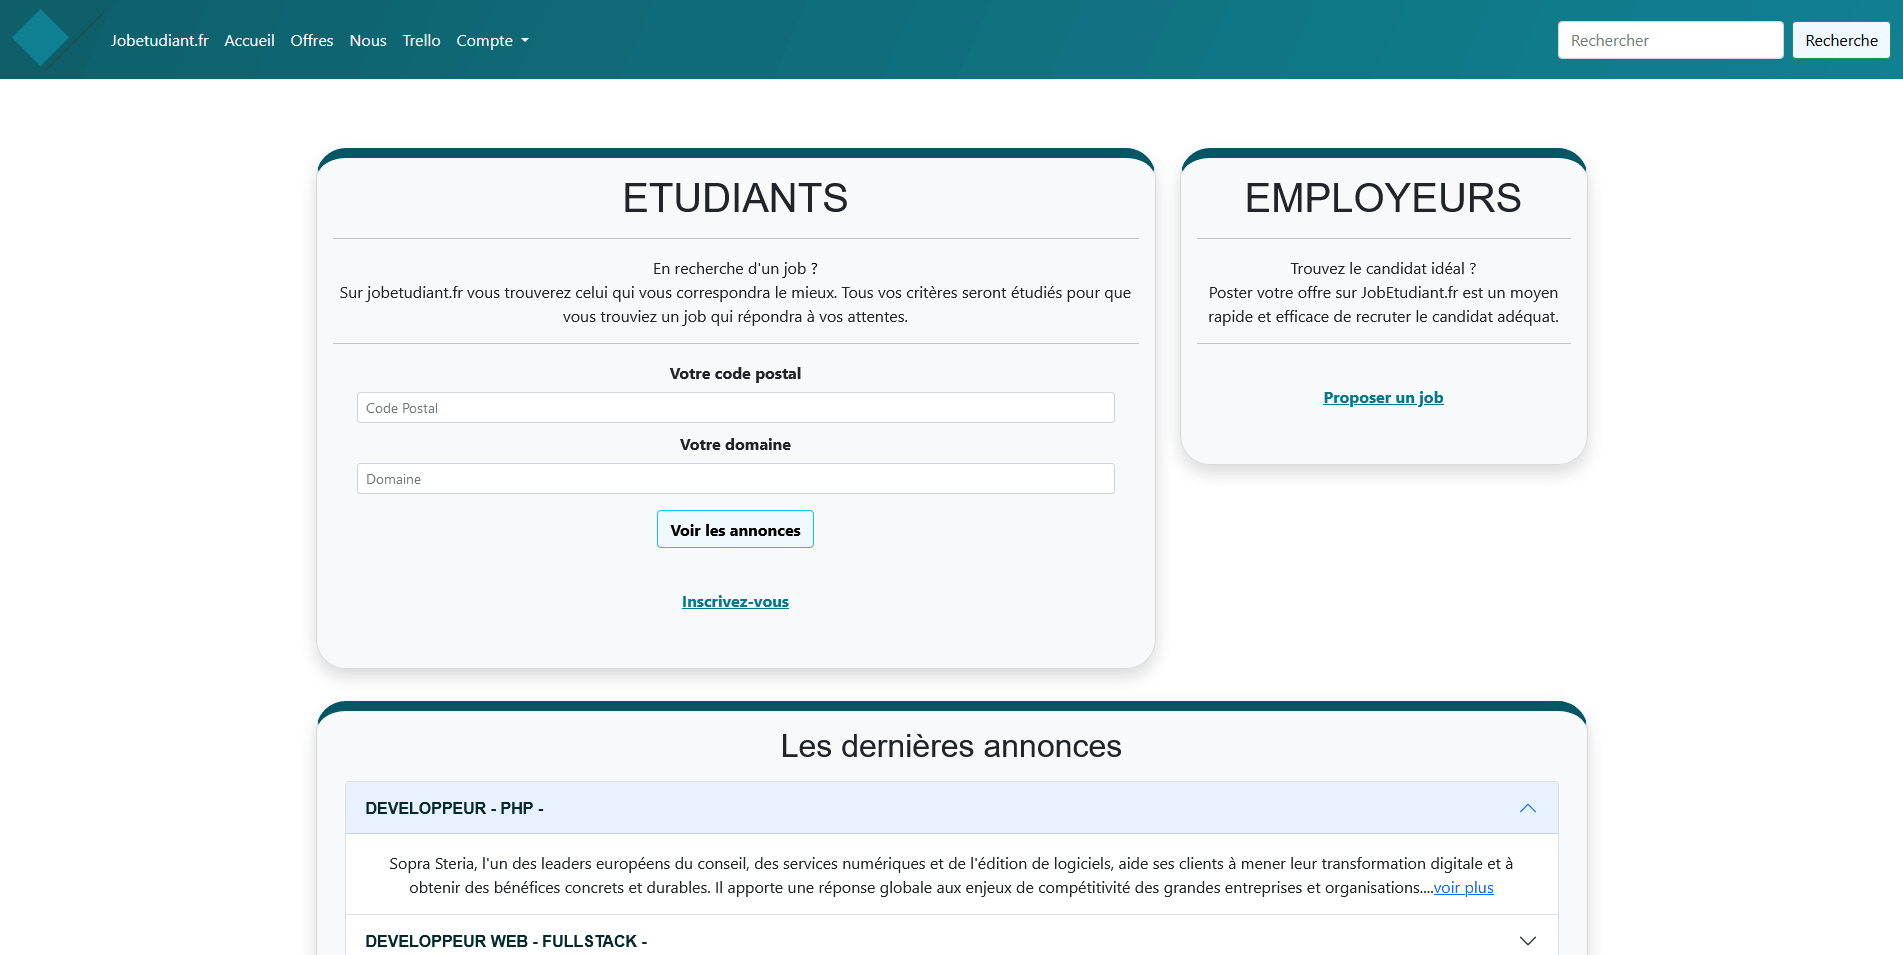 Jobetudiant.fr Accueil Offres Nous Trello Compte Rechercher Recherche
ETUDIANTS
En recherche d'un job ?
Sur jobetudiant.fr vous trouverez celui qui vous correspondra le mieux. Tous vos critères seront étudiés pour que
vous trouviez un job qui répondra à vos attentes.
Votre code postal
Code Postal
Votre domaine
Domaine
Voir les annonces
Inscrivez-vous
EMPLOYEURS
Trouvez le candidat idéal ?
Poster votre offre sur JobEtudiant.fr est un moyen
rapide et efficace de recruter le candidat adéquat.
Proposer un job
Les dernières annonces
DEVELOPPEUR - PHP -
Sopra Steria, l'un des leaders européens du conseil, des services numériques et de l'édition de logiciels, aide ses clients à mener leur transformation digitale et à
obtenir des bénéfices concrets et durables. Il apporte une réponse globale aux enjeux de compétitivité des grandes entreprises et organisations....voir plus
DEVELOPPEUR WEB - FULLSTACK -